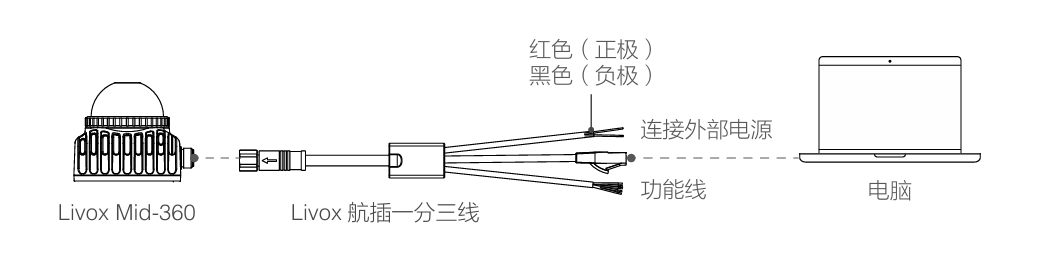 红色（正极）
黑色（负极）
连接外部电源
功能线
电脑
Livox Mid-360
Livox 航插一分三线